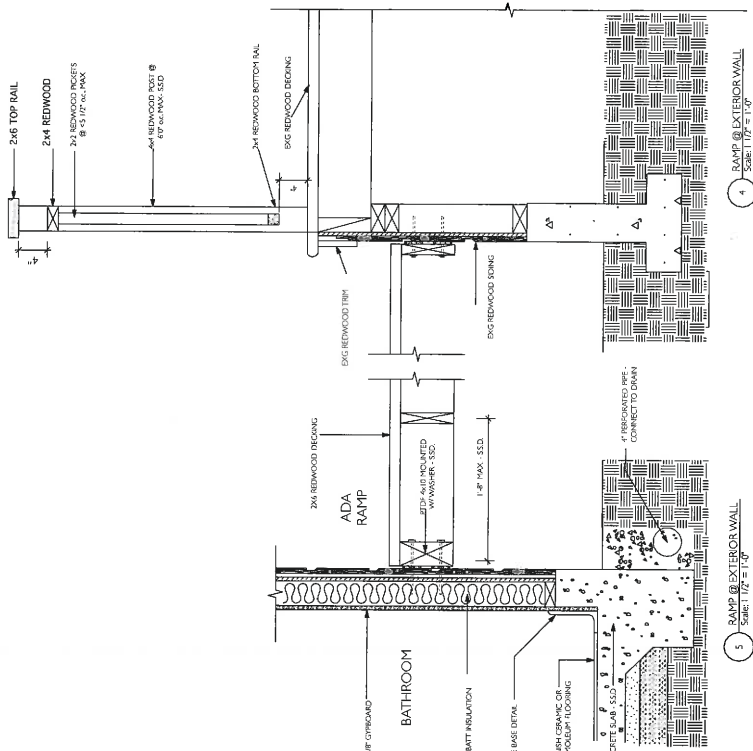 2x6 TOP RAIL
2x4 REDWOOD
2x2 REDWOOD PICKETS
@ <5 1/2" o.c. MAX
4x4 REDWOOD POST @
6'0" o.c. MAX- S.S.D.
2x4 REDWOOD BOTTOM RAIL
EXG REDWOOD DECKING
4"
4"
EXG REDWOOD TRIM
EXG REDWOOD SIDING
2X6 REDWOOD DECKING
ADA
RAMP
PTDF 4x10 MOUNTED
W/ WASHER - S.S.D.
1'-8" MAX. - S.S.D.
4" PERFORATED PIPE -
CONNECT TO DRAIN
GYPBOARD
BATHROOM
BATT INSULATION
BASE DETAIL
CERAMIC OR
FLOORING
SLAB - S.S.D
5
RAMP @ EXTERIOR WALL
Scale: 1 1/2" = 1'-0"
4
RAMP @ EXTERIOR WALL
Scale: 1 1/2" = 1'-0"